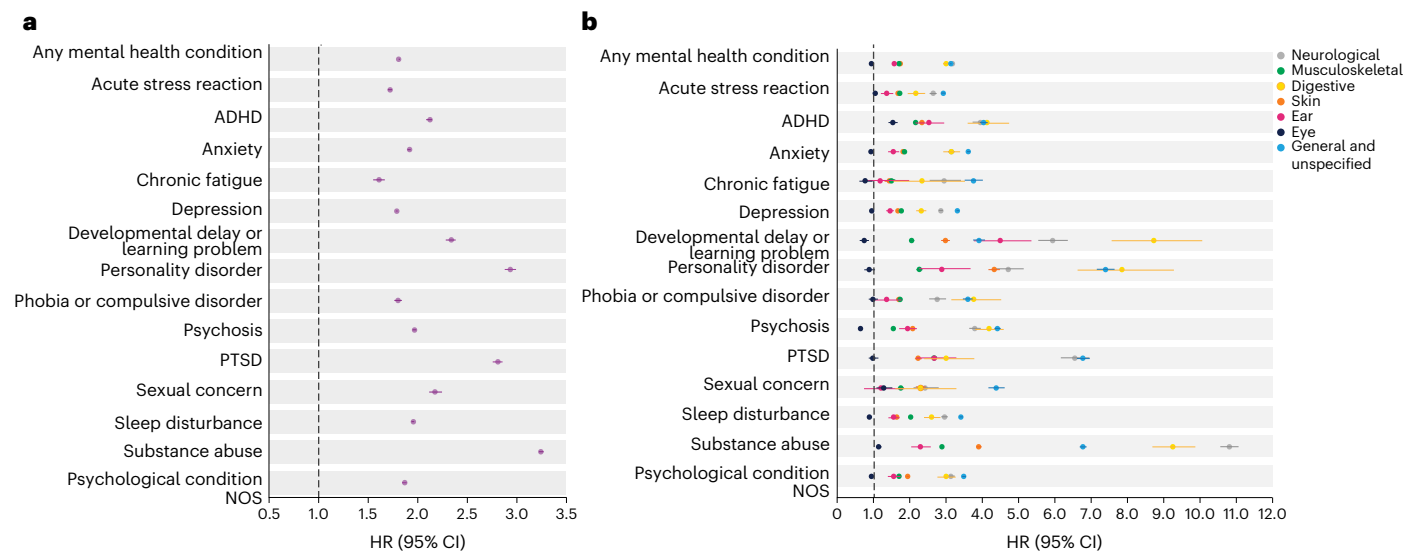 a
Any mental health condition
Acute stress reaction
ADHD
Anxiety
Chronic fatigue
Depression
Developmental delay or
learning problem
Personality disorder
Phobia or compulsive disorder
Psychosis
PTSD
Sexual concern
Sleep disturbance
Substance abuse
Psychological condition
NOS
0.5 1.0 1.5 2.0 2.5 3.0 3.5
HR (95% CI)
b
Any mental health condition
Acute stress reaction
ADHD
Anxiety
Chronic fatigue
Depression
Developmental delay or
learning problem
Personality disorder
Phobia or compulsive disorder
Psychosis
PTSD
Sexual concern
Sleep disturbance
Substance abuse
Psychological condition
NOS
0 1.0 2.0 3.0 4.0 5.0 6.0 7.0 8.0 9.0 10.0 11.0 12.0
HR (95% CI)
Neurological
Musculoskeletal
Digestive
Skin
Ear
Eye
General and
unspecified